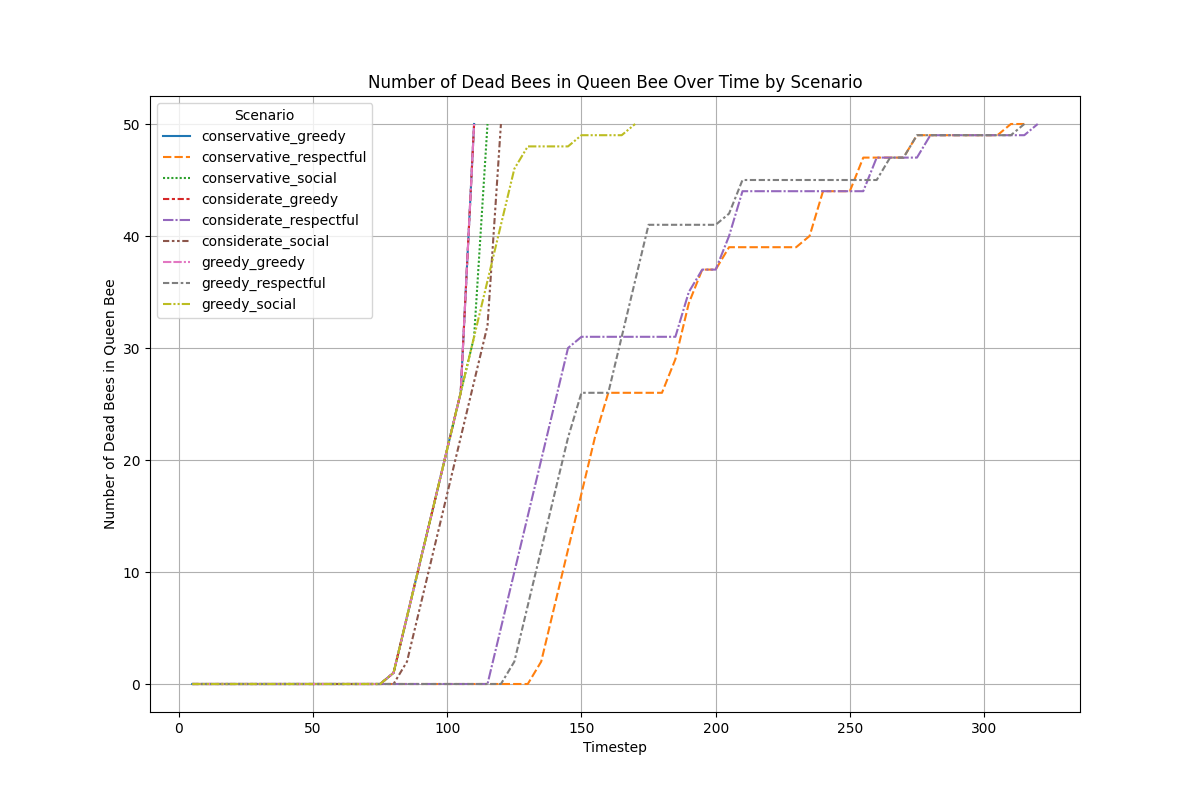 Number of Dead Bees in Queen Bee Over Time by Scenario
Number of Dead Bees in Queen Bee
50
40
30
20
10
0
Scenario
conservative_greedy
conservative_respectful
conservative_social
considerate_greedy
considerate_respectful
considerate_social
greedy_greedy
greedy_respectful
greedy_social
0 50 100 150 200 250 300
Timestep